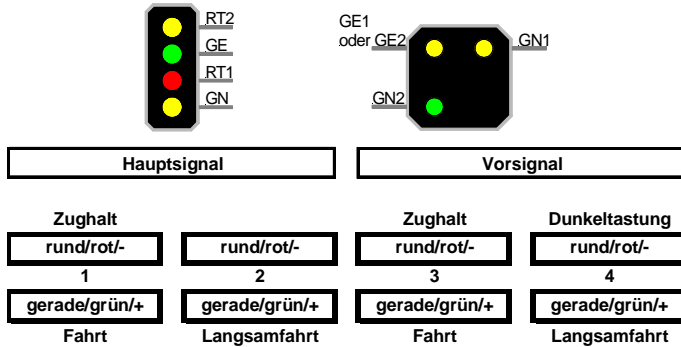 RT2
GE
RT1
GN
GE1
oder GE2
GN1
GN2
Hauptsignal
Vorsignal
Zughalt
Zughalt
Dunkeltastung
rund/rot/-
rund/rot/-
rund/rot/-
rund/rot/-
1
2
3
4
gerade/grün/+
gerade/grün/+
gerade/grün/+
gerade/grün/+
Fahrt
Langsamfahrt
Fahrt
Langsamfahrt